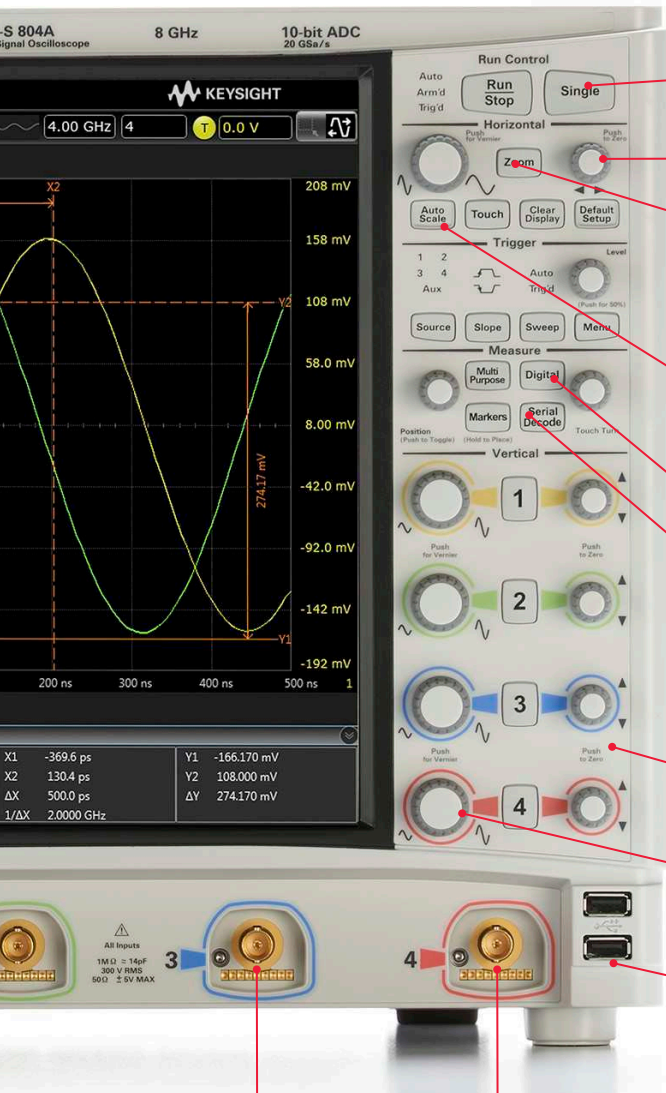 -S 804A
8 GHz
10-bit ADC
ignal Oscilloscope
20 GSa/s
KEYSIGHT
4.00 GHz
4
T
0.0 V
X2
208 mV
158 mV
Y2
108 mV
58.0 mV
8.00 mV
274.17 mV
-42.0 mV
-92.0 mV
-142 mV
Y1
-192 mV
200 ns
300 ns
400 ns
500 ns
1
X1 -369.6 ps
X2 130.4 ps
ΔX 500.0 ps
1/ΔX 2.0000 GHz
Y1 -166.170 mV
Y2 108.000 mV
ΔY 274.170 mV
Run Control
Auto
Arm'd
Trig'd
Run
Stop
Single
Horizontal
Push
for Vernier
Zoom
Push
to Zero
Auto
Scale
Touch
Clear
Display
Default
Setup
Trigger
1 2
3 4
Aux
Auto
Trig'd
Level
(Push for 50%)
Source
Slope
Sweep
Menu
Measure
Multi
Purpose
Digital
Markers
Serial
Decode
Position
(Push to Toggle)
(Hold to Place)
Touch Turn
Vertical
1
Push
for Vernier
Push
to Zero
2
3
Push
for Vernier
Push
to Zero
4
All Inputs
1MΩ ≅ 14pF
300 V RMS
50Ω ±5V MAX
3
4